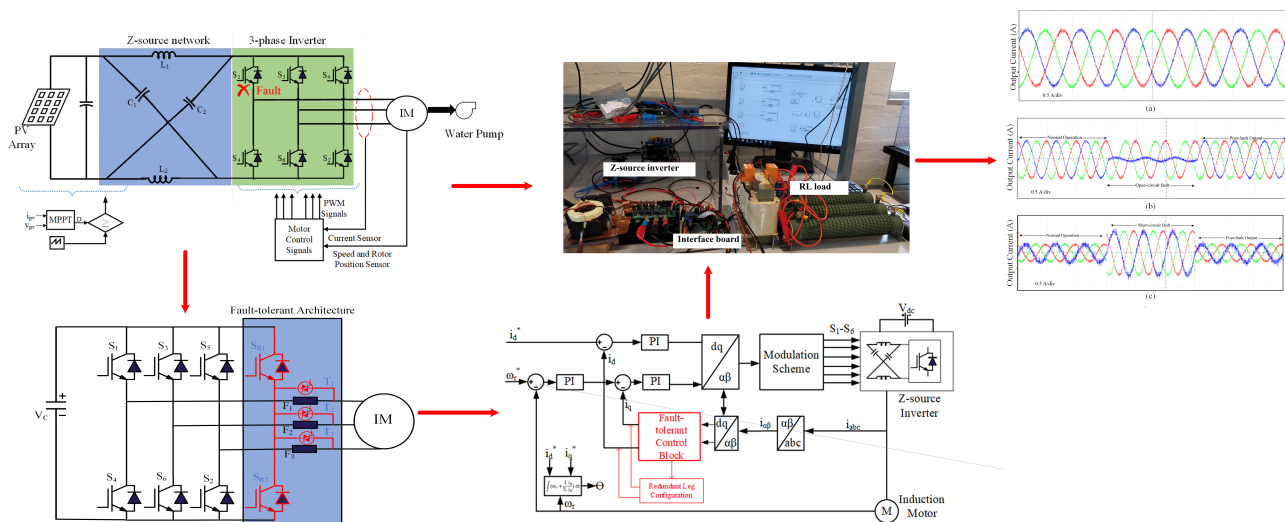 Z-source network
3-phase Inverter
L1
C1
C2
L2
PV
Array
Fault
S4
S6
S2
IM
Water Pump
PWM
Signals
ipv
vpv
MPPT
D
≥
Motor
Control
Signals
Current Sensor
Speed and Rotor
Position Sensor
Z-source inverter
RL load
Interface board
Output Current (A)
0.5 A/div
(a)
Output Current (A)
Normal Operation
Post-fault Output
Open-circuit fault
0.5 A/div
(b)
Output Current (A)
Normal Operation
Short-circuit fault
Post-fault Output
0.5 A/div
(c)
Fault-tolerant Architecture
S1
S3
S5
SR1
T1
F1
T2
F2
T3
F3
IM
VC
S4
S6
S2
SR2
id*
id
PI
dq
αβ
Modulation
Scheme
S1-S6
Vdc
Z-source
Inverter
ωr*
PI
iq
PI
Fault-
tolerant
Control
Block
dq
αβ
iαβ
αβ
abc
iabc
Redundant Leg
Configuration
id*
iq*
ωr
Θ
M
Induction
Motor